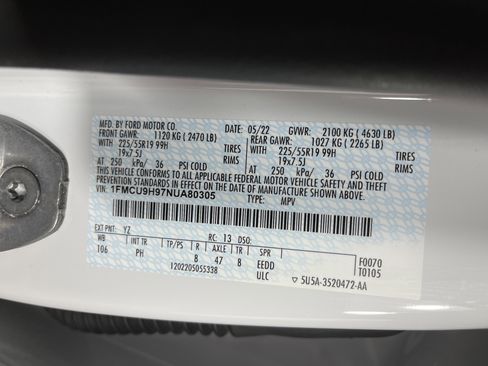 MFD. BY FORD MOTOR CO. DATE: 05/22 GVWR: 2100 KG ( 4630 LB)
FRONT GAWR: 1120 KG ( 2470 LB) REAR GAWR: 1027 KG ( 2265 LB)
WITH 225/55R19 99H TIRES WITH 225/55R19 99H TIRES
19x7.5J RIMS 19x7.5J RIMS
AT 250 kPa/ 36 PSI COLD AT 250 kPa/ 36 PSI COLD
THIS VEHICLE CONFORMS TO ALL APPLICABLE FEDERAL MOTOR VEHICLE SAFETY AND
THEFT PREVENTION STANDARDS IN EFFECT ON THE DATE OF MANUFACTURE SHOWN ABOVE.
VIN: 1FMCU9H97NUA80305 TYPE: MPV
EXT PNT: YZ RC: 13 DSO: F0070
WB INT TR TP/PS R AXLE TR SPR T0105
106 PH 8 47 8 EEDD
1202205055338 ULC ▽ 5U5A-3520472-AA